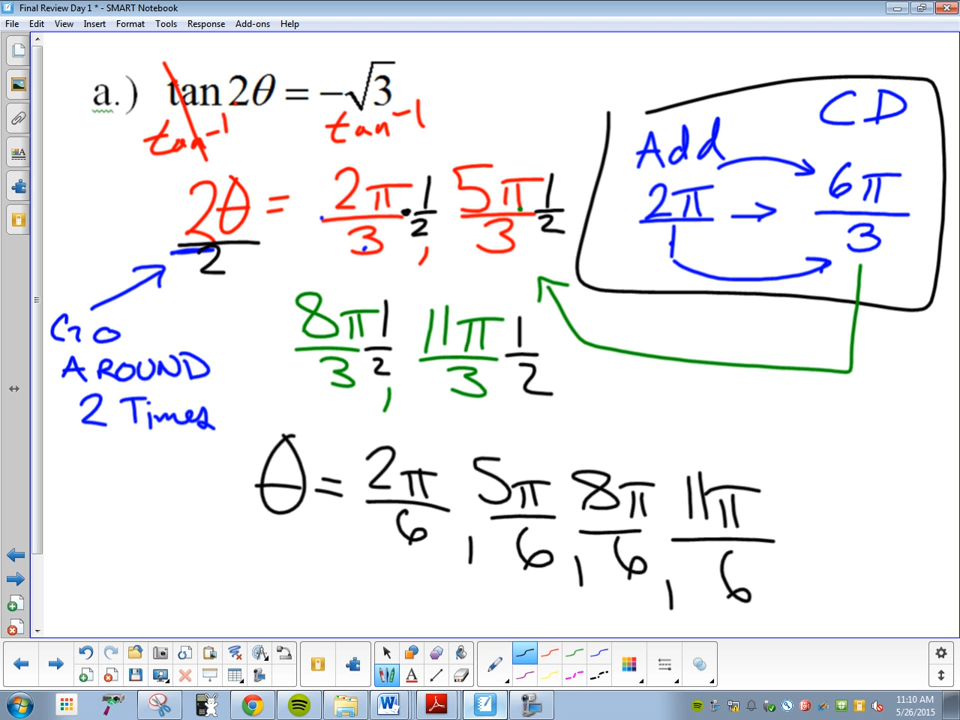 Final Review Day 1 * - SMART Notebook
File Edit View Insert Format Tools Response Add-ons Help
a.) tan 2θ = −√3
tan⁻¹ tan⁻¹
2θ/2 = 2π/3 · 1/2 , 5π/3 · 1/2
8π/3 1/2 , 11π/3 1/2
GO
AROUND
2 Times
CD
Add
2π/1 → 6π/3
θ = 2π/6 , 5π/6 , 8π/6 , 11π/6
11:10 AM
5/26/2015